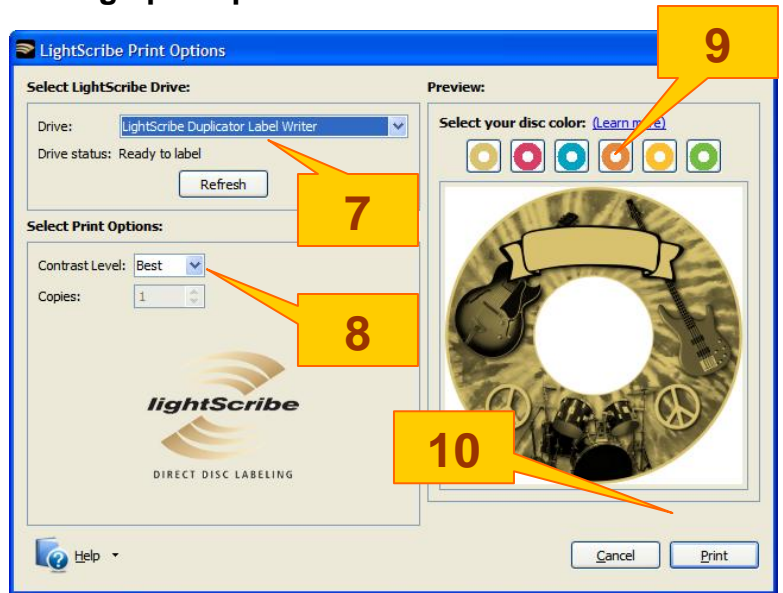 LightScribe Print Options
9
Select LightScribe Drive:
Drive: LightScribe Duplicator Label Writer
Drive status: Ready to label
Refresh
7
Select Print Options:
Contrast Level: Best
Copies: 1
8
lightScribe
DIRECT DISC LABELING
Help
Preview:
Select your disc color: (Learn more)
10
Cancel
Print